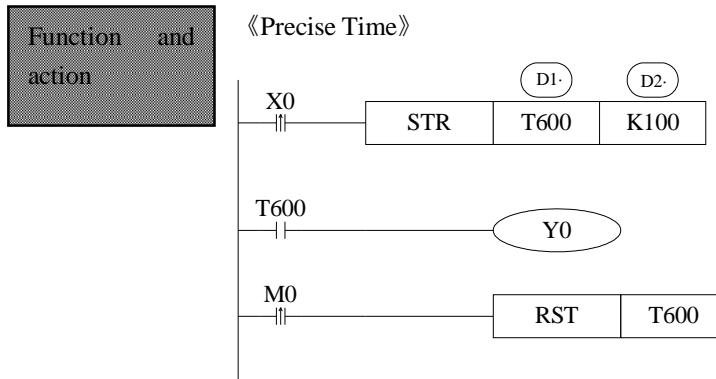 Function and
action
《Precise Time》
D1· D2·
X0
STR T600 K100
T600
Y0
M0
RST T600